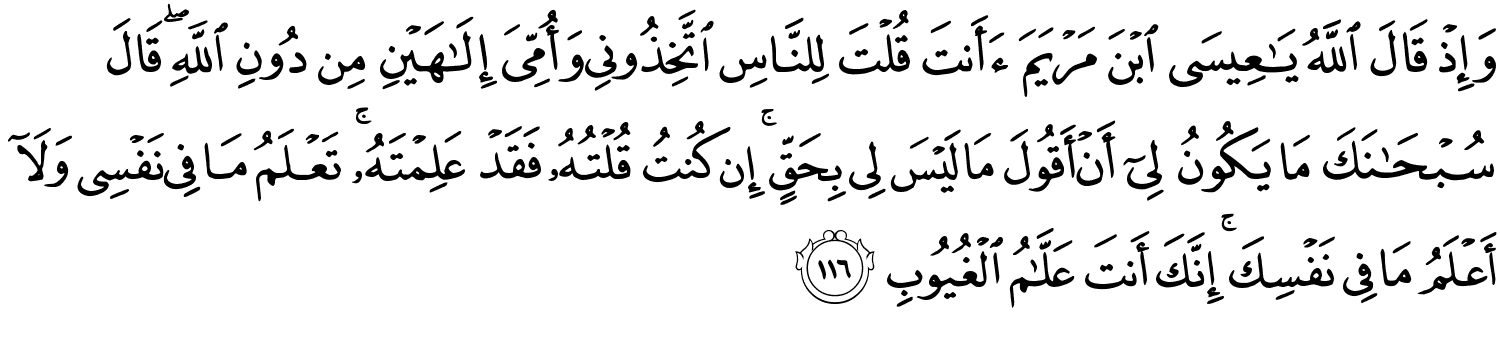 وَإِذْ قَالَ ٱللَّهُ يَـٰعِيسَى ٱبْنَ مَرْيَمَ ءَأَنتَ قُلْتَ لِلنَّاسِ ٱتَّخِذُونِى وَأُمِّىَ إِلَـٰهَيْنِ مِن دُونِ ٱللَّهِ ۖ قَالَ
سُبْحَـٰنَكَ مَا يَكُونُ لِىٓ أَنْ أَقُولَ مَا لَيْسَ لِى بِحَقٍّ ۚ إِن كُنتُ قُلْتُهُۥ فَقَدْ عَلِمْتَهُۥ ۚ تَعْلَمُ مَا فِى نَفْسِى وَلَآ
أَعْلَمُ مَا فِى نَفْسِكَ ۚ إِنَّكَ أَنتَ عَلَّـٰمُ ٱلْغُيُوبِ ١١٦